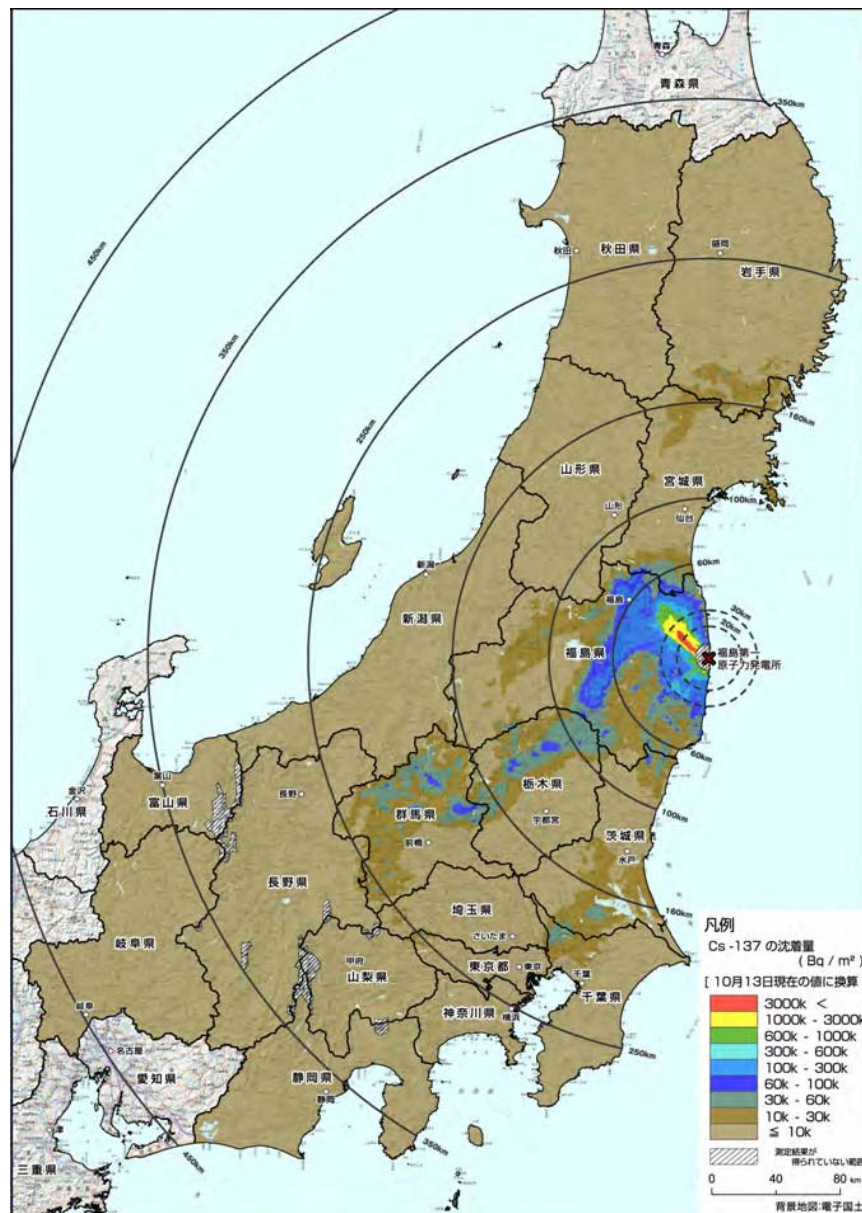 青森
青森県
350km
450km
秋田
秋田県
盛岡
岩手県
350km
250km
160km
山形県
宮城県
山形
仙台
100km
新潟
60km
新潟県
福島
30km
20km
福島県
福島第一
原子力発電所
金沢
富山
石川県
富山県
長野
群馬県
栃木県
60km
宇都宮
100km
前橋
茨城県
水戸
長野県
160km
岐阜県
埼玉県
さいたま
甲府
山梨県
東京都
東京
千葉
千葉県
神奈川県
横浜
岐阜
250km
名古屋
愛知県
静岡県
静岡
津
350km
450km
三重県
凡例
Cs -137 の沈着量
( Bq / m² )
[ 10月13日現在の値に換算
3000k <
1000k - 3000k
600k - 1000k
300k - 600k
100k - 300k
60k - 100k
30k - 60k
10k - 30k
≦ 10k
測定結果が
得られていない範囲
0 40 80 km
背景地図:電子国土